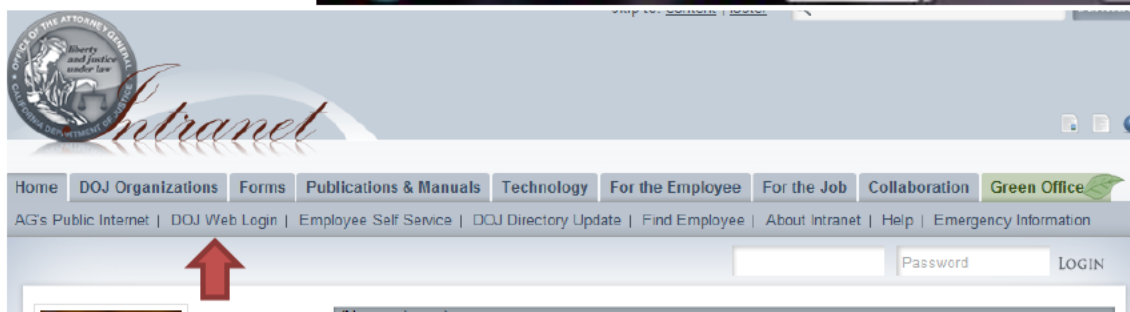 Skip to: Content | footer
OFFICE OF THE ATTORNEY GENERAL
liberty
and justice
under law
CALIFORNIA DEPARTMENT OF JUSTICE
Intranet
Home DOJ Organizations Forms Publications & Manuals Technology For the Employee For the Job Collaboration Green Office
AG's Public Internet | DOJ Web Login | Employee Self Service | DOJ Directory Update | Find Employee | About Intranet | Help | Emergency Information
Password LOGIN